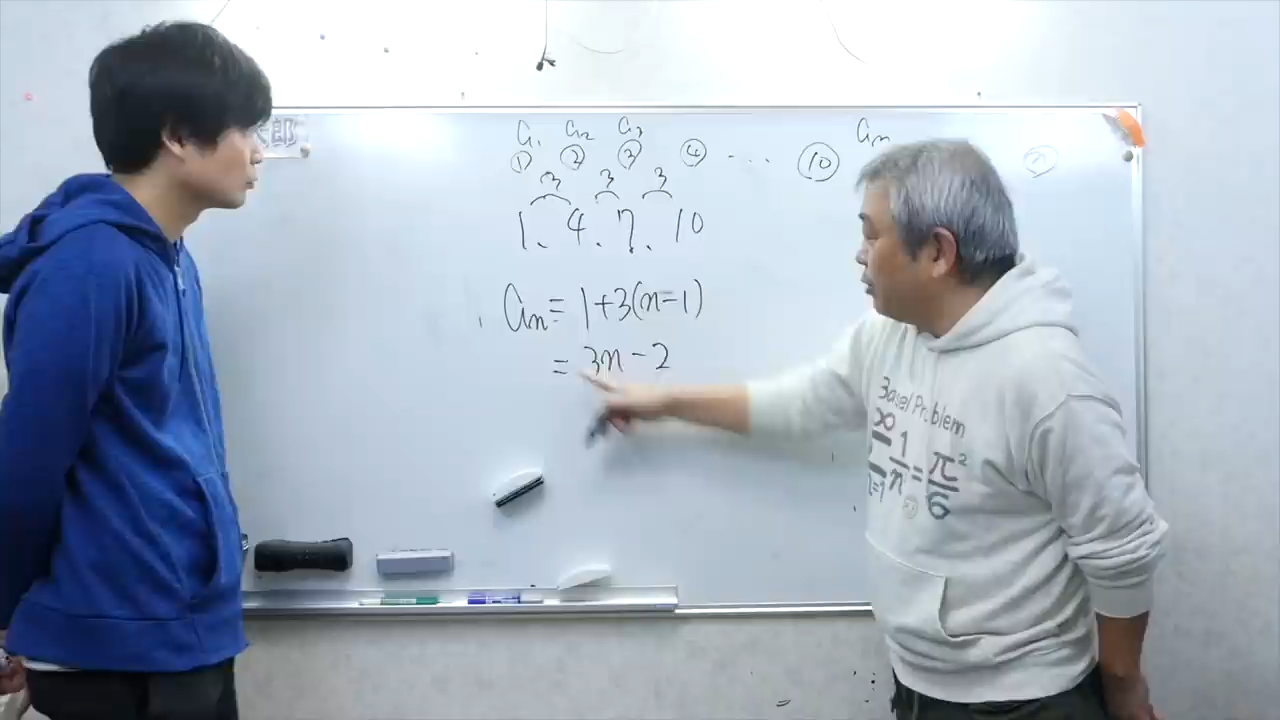 郎
a₁ a₂ a₃ aₙ
① ② ③ ④ ... ⑩ ⓝ
3 3 3
1、4、7、10
aₙ = 1+3(n-1)
= 3n-2
Basel Problem
∞ 1 π²
n=1 n = 6